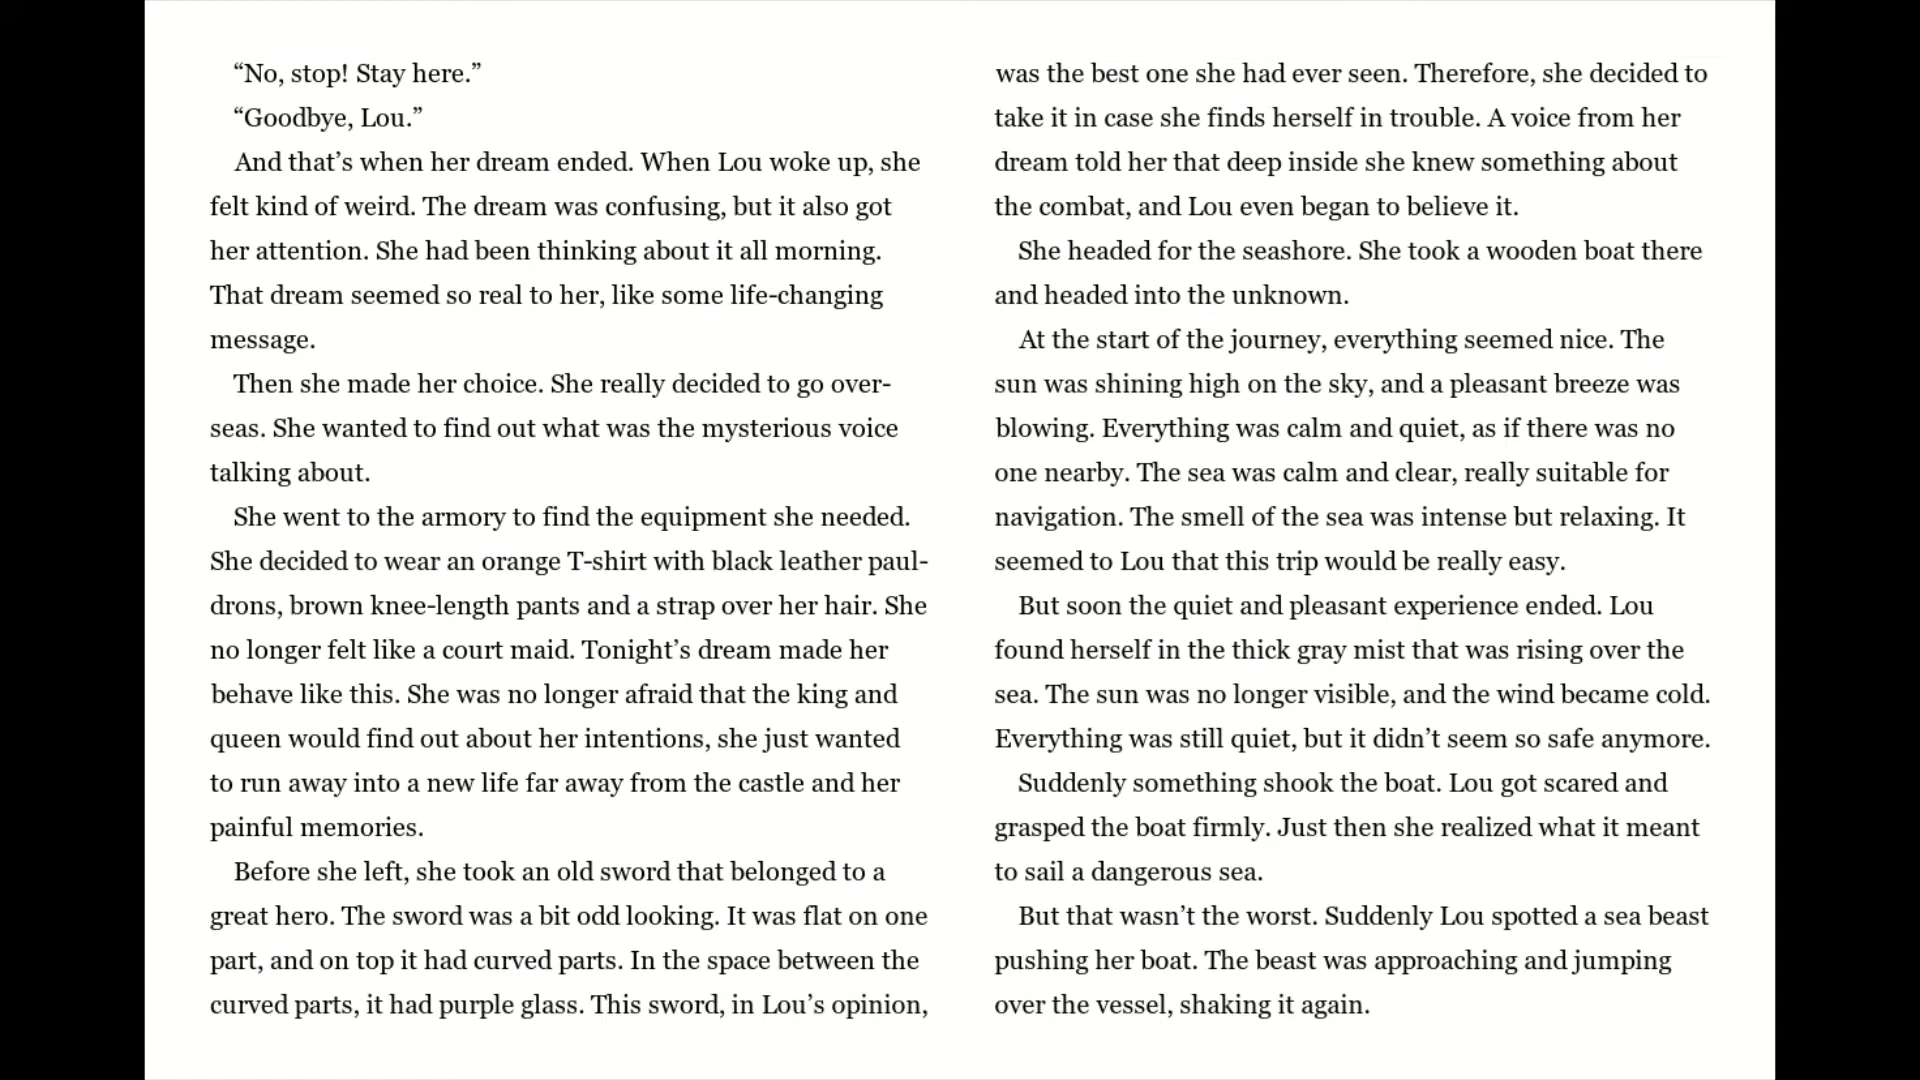 “No, stop! Stay here.”
“Goodbye, Lou.”
And that’s when her dream ended. When Lou woke up, she
felt kind of weird. The dream was confusing, but it also got
her attention. She had been thinking about it all morning.
That dream seemed so real to her, like some life-changing
message.
Then she made her choice. She really decided to go over-
seas. She wanted to find out what was the mysterious voice
talking about.
She went to the armory to find the equipment she needed.
She decided to wear an orange T-shirt with black leather paul-
drons, brown knee-length pants and a strap over her hair. She
no longer felt like a court maid. Tonight’s dream made her
behave like this. She was no longer afraid that the king and
queen would find out about her intentions, she just wanted
to run away into a new life far away from the castle and her
painful memories.
Before she left, she took an old sword that belonged to a
great hero. The sword was a bit odd looking. It was flat on one
part, and on top it had curved parts. In the space between the
curved parts, it had purple glass. This sword, in Lou’s opinion,
was the best one she had ever seen. Therefore, she decided to
take it in case she finds herself in trouble. A voice from her
dream told her that deep inside she knew something about
the combat, and Lou even began to believe it.
She headed for the seashore. She took a wooden boat there
and headed into the unknown.
At the start of the journey, everything seemed nice. The
sun was shining high on the sky, and a pleasant breeze was
blowing. Everything was calm and quiet, as if there was no
one nearby. The sea was calm and clear, really suitable for
navigation. The smell of the sea was intense but relaxing. It
seemed to Lou that this trip would be really easy.
But soon the quiet and pleasant experience ended. Lou
found herself in the thick gray mist that was rising over the
sea. The sun was no longer visible, and the wind became cold.
Everything was still quiet, but it didn’t seem so safe anymore.
Suddenly something shook the boat. Lou got scared and
grasped the boat firmly. Just then she realized what it meant
to sail a dangerous sea.
But that wasn’t the worst. Suddenly Lou spotted a sea beast
pushing her boat. The beast was approaching and jumping
over the vessel, shaking it again.